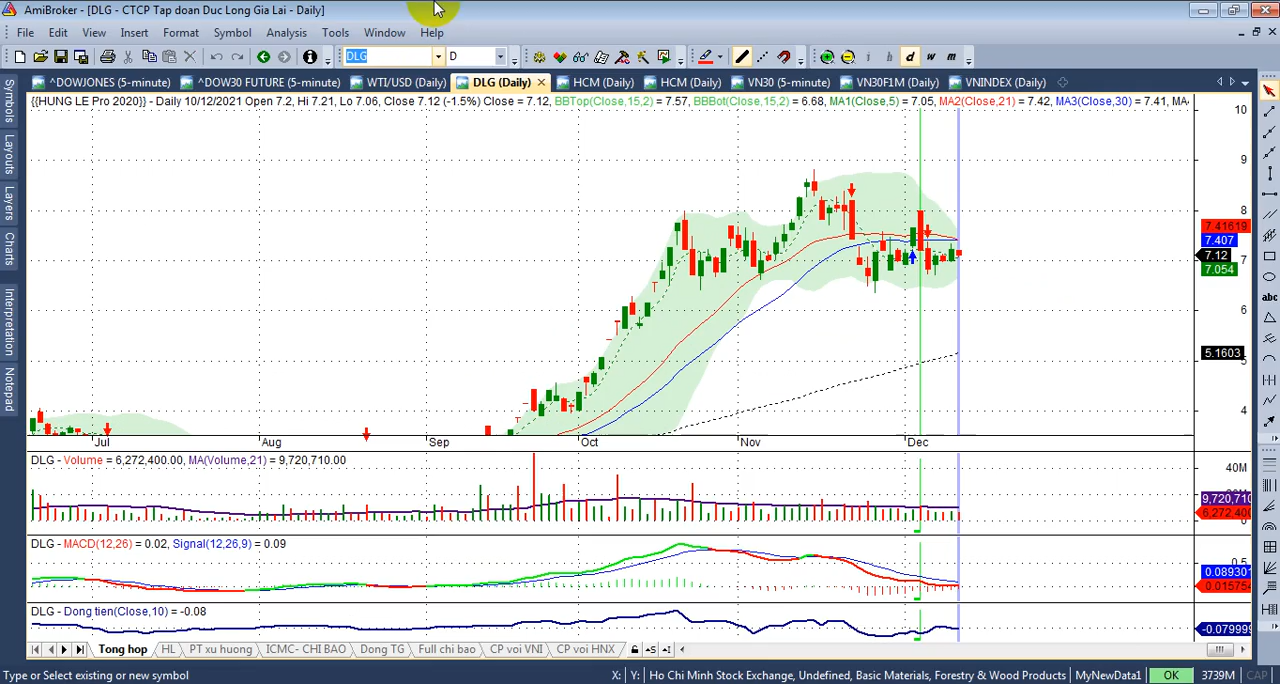 AmiBroker - [DLG - CTCP Tap doan Duc Long Gia Lai - Daily]
File Edit View Insert Format Symbol Analysis Tools Window Help
DLG D h d w m
^DOWJONES (5-minute) ^DOW30 FUTURE (5-minute) WTI/USD (Daily) DLG (Daily) HCM (Daily) HCM (Daily) VN30 (5-minute) VN30F1M (Daily) VNINDEX (Daily)
{{HUNG LE Pro 2020}} - Daily 10/12/2021 Open 7.2, Hi 7.21, Lo 7.06, Close 7.12 (-1.5%) Close = 7.12, BBTop(Close,15,2) = 7.57, BBBot(Close,15,2) = 6.68, MA1(Close,5) = 7.05, MA2(Close,21) = 7.42, MA3(Close,30) = 7.41, MA
Symbols
Layouts
Layers
Charts
Interpretation
Notepad
10
9
8
7.41619
7.407
7.12
7
7.054
6
5.1603
4
abc
Jul Aug Sep Oct Nov Dec
DLG - Volume = 6,272,400.00, MA(Volume,21) = 9,720,710.00
40M
9,720,710
6,272,400
DLG - MACD(12,26) = 0.02, Signal(12,26,9) = 0.09
0.5
0.08930
0.015754
DLG - Dong tien(Close,10) = -0.08
-0.079999
Tong hop HL PT xu huong ICMC- CHI BAO Dong TG Full chi bao CP voi VNI CP voi HNX
Type or Select existing or new symbol X: Y: Ho Chi Minh Stock Exchange, Undefined, Basic Materials, Forestry & Wood Products MyNewData1 OK 3739M CAP